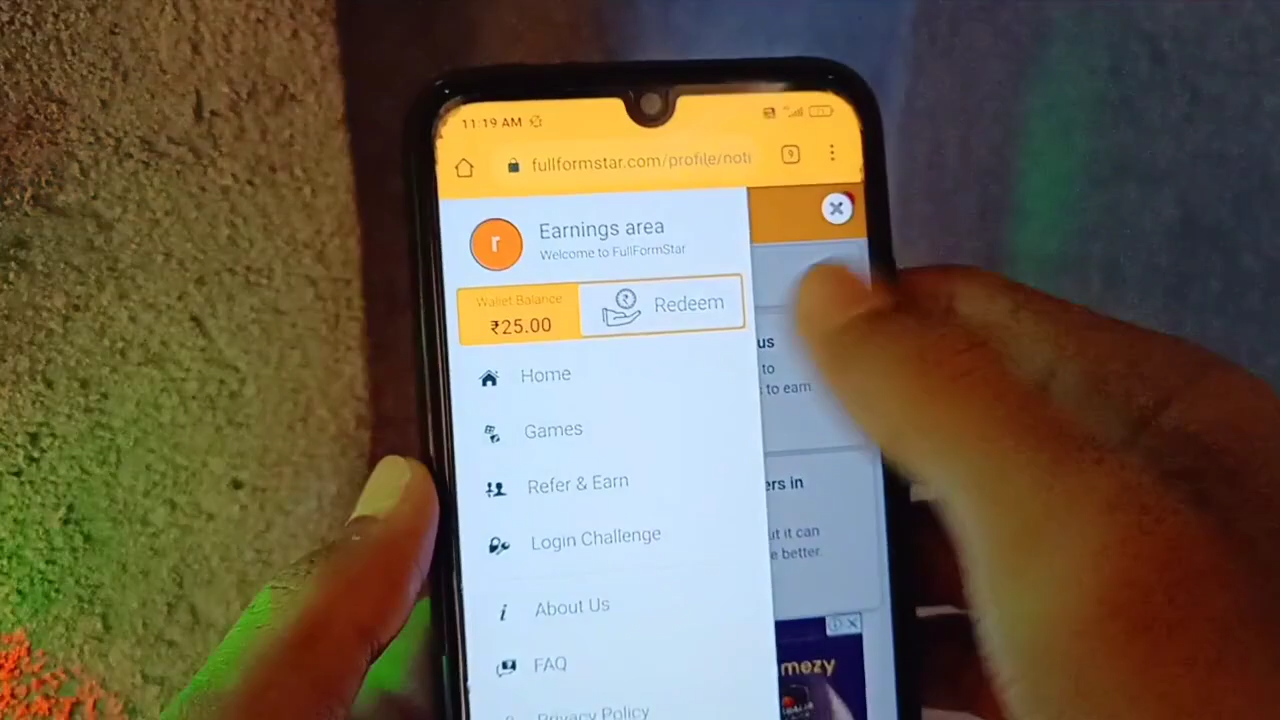 11:19 AM
fullformstar.com/profile/noti
9
r
Earnings area
Welcome to FullFormStar
Wallet Balance
₹25.00
Redeem
Home
us
to
Games
s to earn
Refer & Earn
ers in
Login Challenge
ut it can
e better.
About Us
FAQ
mozy
Privacy Policy